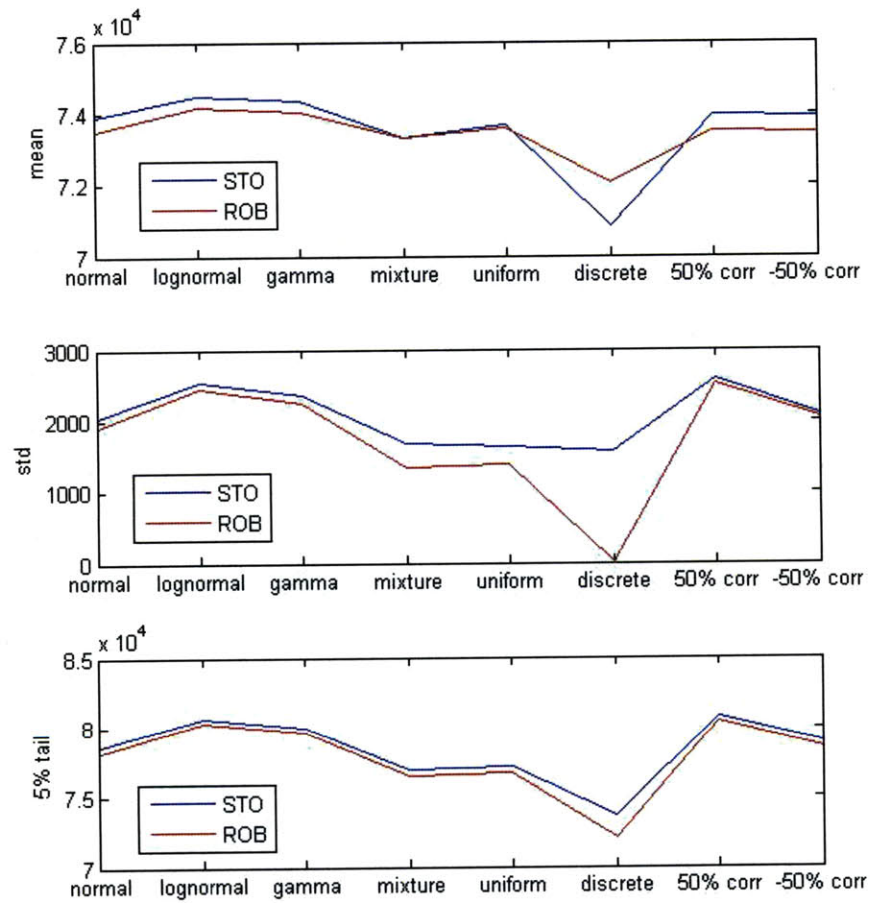 x 10^4
7.6
7.4
7.2
7
mean
STO
ROB
normal lognormal gamma mixture uniform discrete 50% corr -50% corr
3000
2000
1000
0
std
STO
ROB
normal lognormal gamma mixture uniform discrete 50% corr -50% corr
x 10^4
8.5
8
7.5
7
5% tail
STO
ROB
normal lognormal gamma mixture uniform discrete 50% corr -50% corr